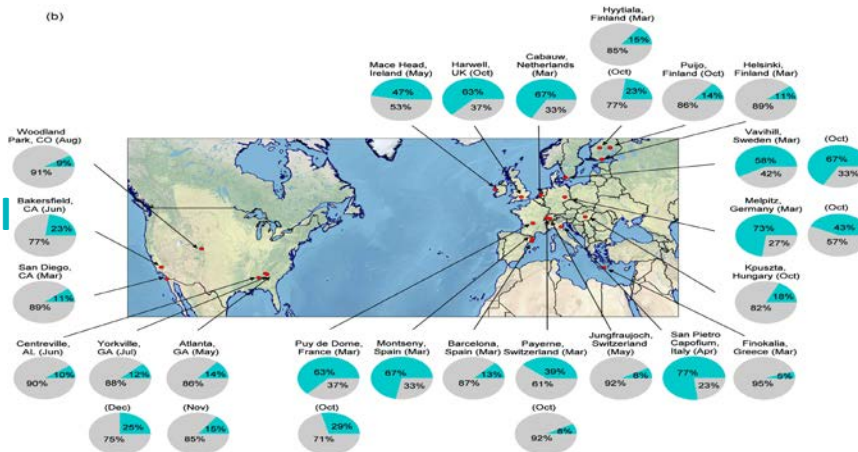 (b)
Hyytiala,
Finland (Mar)
15%
85%
Mace Head,
Ireland (May)
47%
53%
Harwell,
UK (Oct)
63%
37%
Cabauw,
Netherlands
(Mar)
67%
33%
(Oct)
23%
77%
Puijo,
Finland (Oct)
14%
86%
Helsinki,
Finland (Mar)
11%
89%
Woodland
Park, CO (Aug)
9%
91%
Vavihill,
Sweden (Mar)
58%
42%
(Oct)
67%
33%
Bakersfield,
CA (Jun)
23%
77%
Melpitz,
Germany (Mar)
73%
27%
(Oct)
43%
57%
San Diego,
CA (Mar)
11%
89%
Kpuszta,
Hungary (Oct)
18%
82%
Centreville,
AL (Jun)
10%
90%
Yorkville,
GA (Jul)
12%
88%
Atlanta,
GA (May)
14%
86%
Puy de Dome,
France (Mar)
63%
37%
Montseny,
Spain (Mar)
67%
33%
Barcelona,
Spain (Mar)
13%
87%
Payerne,
Switzerland (Mar)
39%
61%
Jungfraujoch,
Switzerland
(May)
8%
92%
San Pietro
Capofium,
Italy (Apr)
77%
23%
Finokalia,
Greece (Mar)
5%
95%
(Dec)
25%
75%
(Nov)
15%
85%
(Oct)
29%
71%
(Oct)
8%
92%